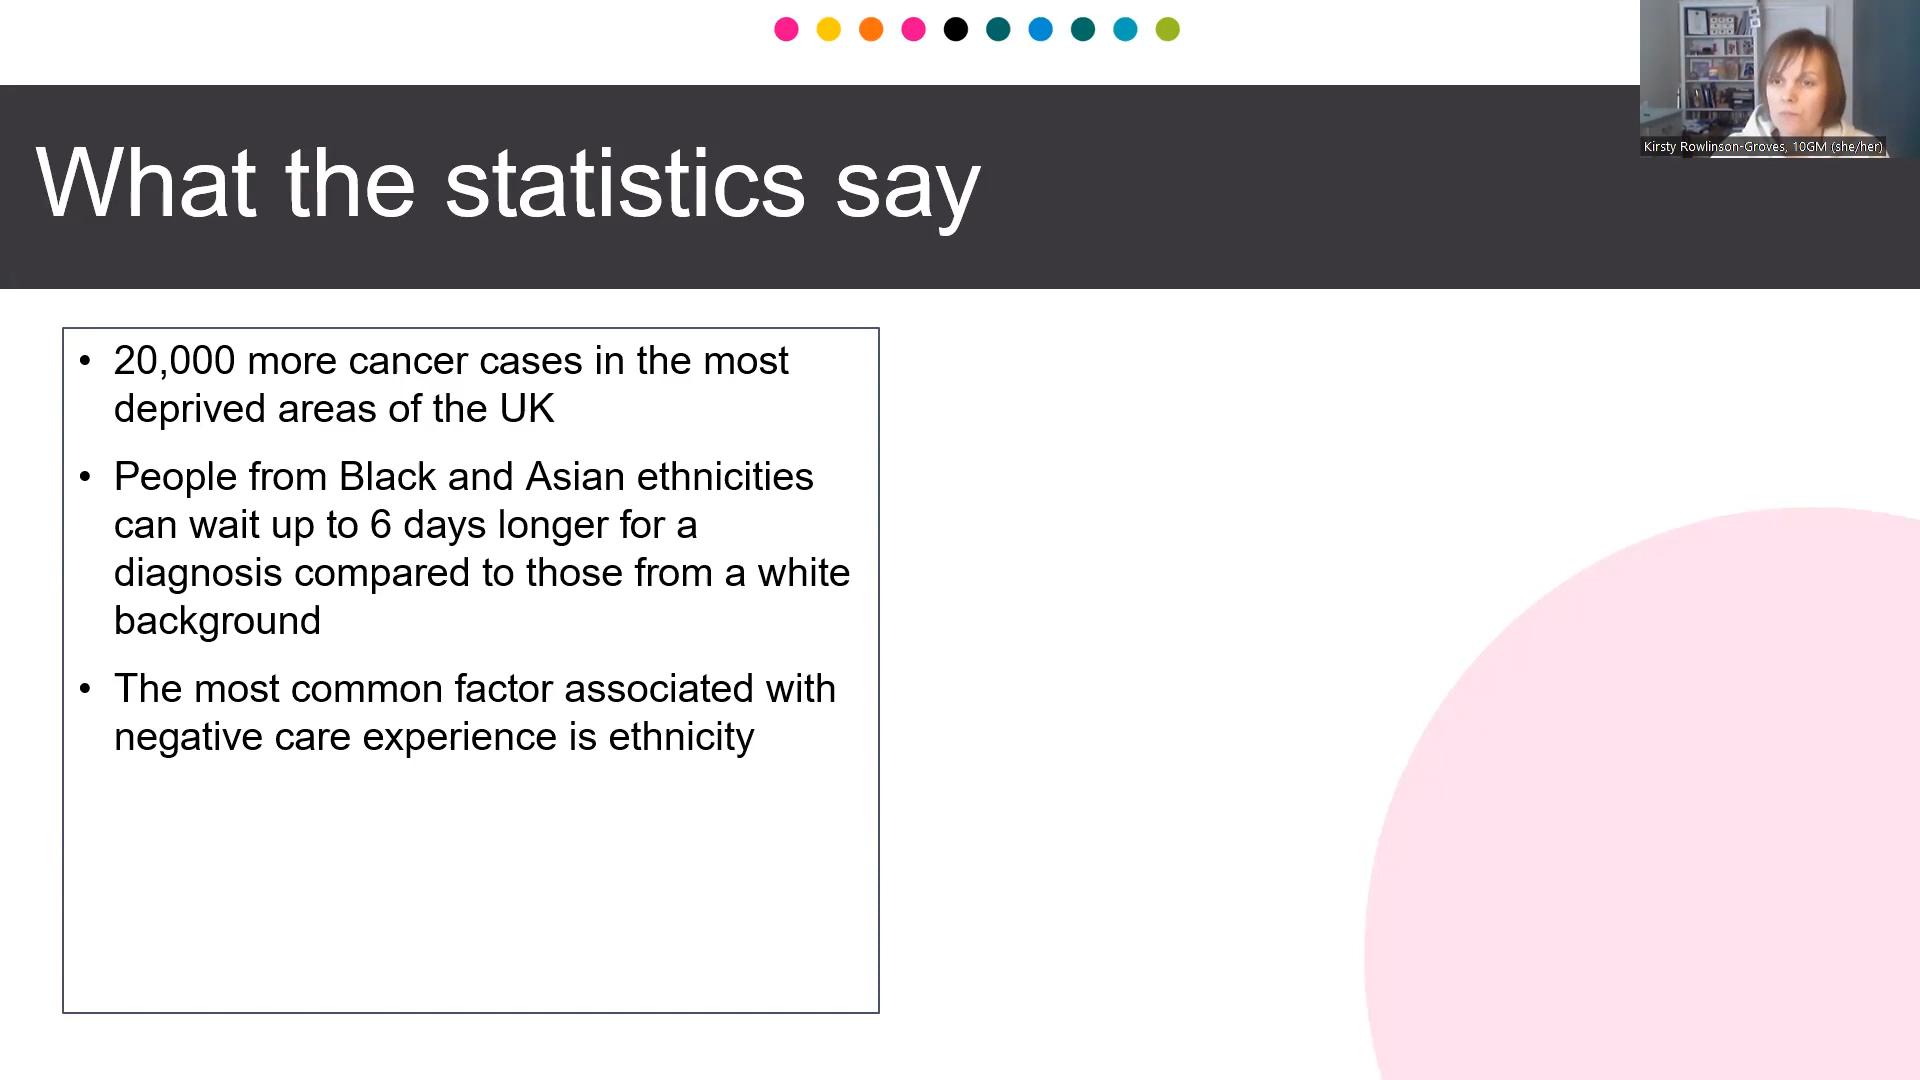 Kirsty Rowlinson-Groves, 10GM (she/her)
What the statistics say
• 20,000 more cancer cases in the most
deprived areas of the UK
• People from Black and Asian ethnicities
can wait up to 6 days longer for a
diagnosis compared to those from a white
background
• The most common factor associated with
negative care experience is ethnicity